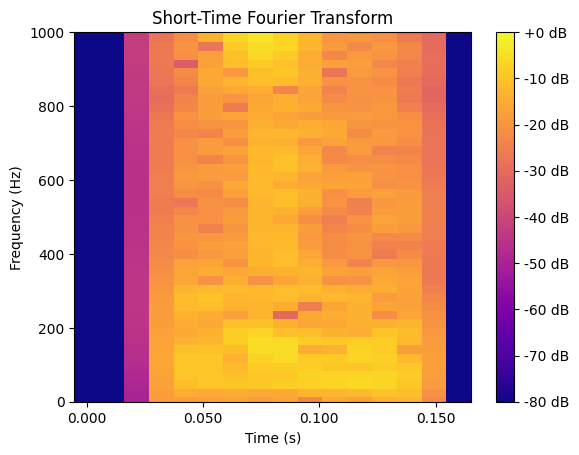 Short-Time Fourier Transform
1000
800
600
400
200
0
Frequency (Hz)
0.000
0.050
0.100
0.150
Time (s)
+0 dB
-10 dB
-20 dB
-30 dB
-40 dB
-50 dB
-60 dB
-70 dB
-80 dB